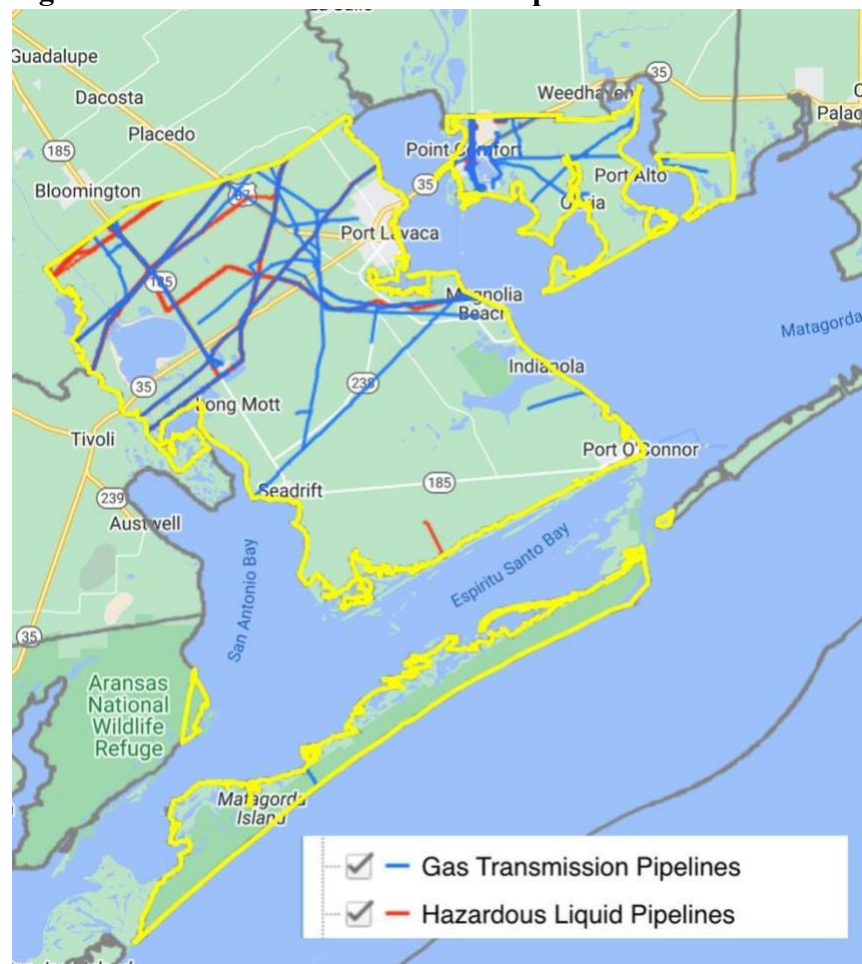 Guadalupe
Dacosta
Placedo
185
Bloomington
87
Weedhaven
35
Point Comfort
35
Port Alto
Olivia
Port Lavaca
185
Magnolia
Beach
Matagorda
Indianola
35
238
Long Mott
Tivoli
Port O'Connor
239
Seadrift
185
Austwell
San Antonio Bay
Espiritu Santo Bay
35
Aransas
National
Wildlife
Refuge
Matagorda
Island
Gas Transmission Pipelines
Hazardous Liquid Pipelines